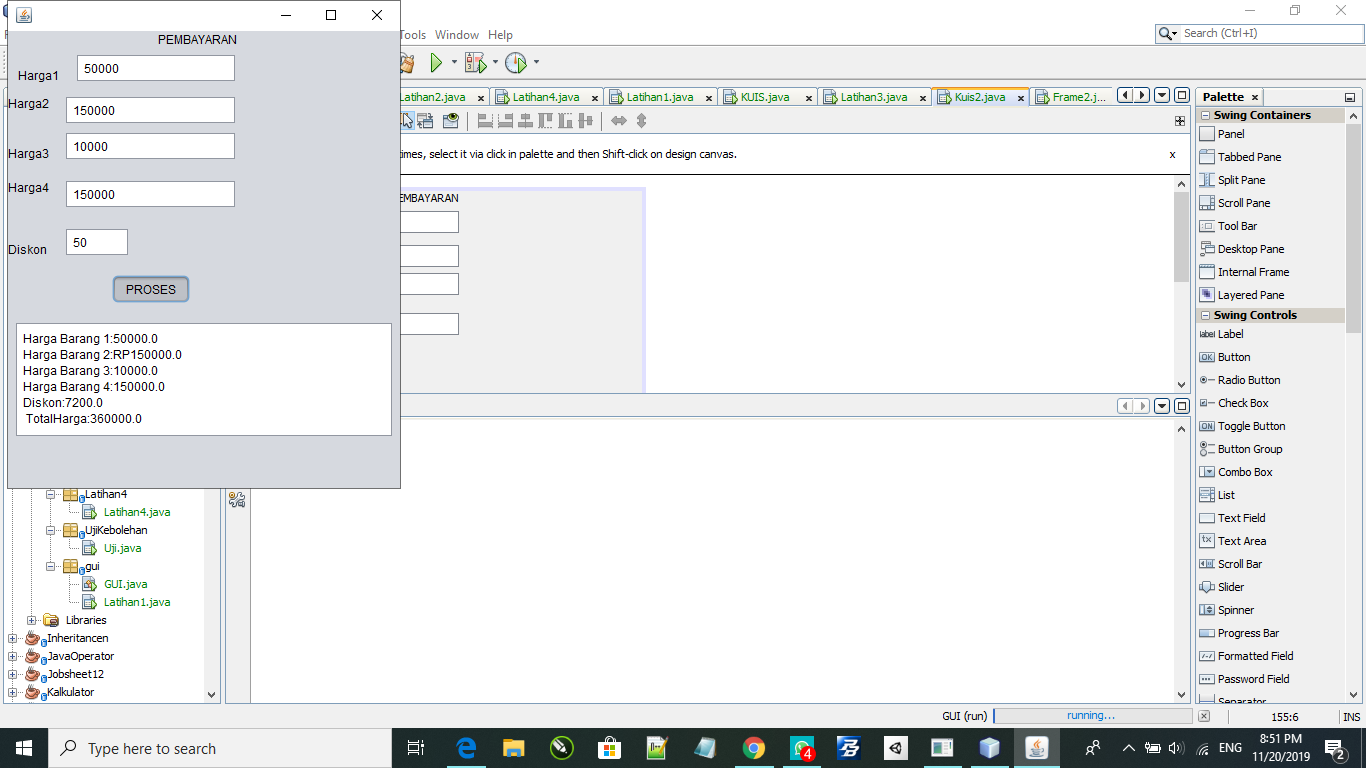 PEMBAYARAN
Harga1 50000
Harga2 150000
Harga3 10000
Harga4 150000
Diskon 50
PROSES
Harga Barang 1:50000.0
Harga Barang 2:RP150000.0
Harga Barang 3:10000.0
Harga Barang 4:150000.0
Diskon:7200.0
TotalHarga:360000.0
Tools Window Help
Search (Ctrl+I)
Latihan2.java Latihan4.java Latihan1.java KUIS.java Latihan3.java Kuis2.java Frame2.j...
times, select it via click in palette and then Shift-click on design canvas. x
EMBAYARAN
Palette
Swing Containers
Panel
Tabbed Pane
Split Pane
Scroll Pane
Tool Bar
Desktop Pane
Internal Frame
Layered Pane
Swing Controls
label Label
OK Button
Radio Button
Check Box
ON Toggle Button
Button Group
Combo Box
List
Text Field
Text Area
Scroll Bar
Slider
Spinner
Progress Bar
Formatted Field
Password Field
Separator
Latihan4
Latihan4.java
UjiKebolehan
Uji.java
gui
GUI.java
Latihan1.java
Libraries
Inheritancen
JavaOperator
Jobsheet12
Kalkulator
GUI (run) running... 155:6 INS
Type here to search
4
ENG
8:51 PM
11/20/2019
2